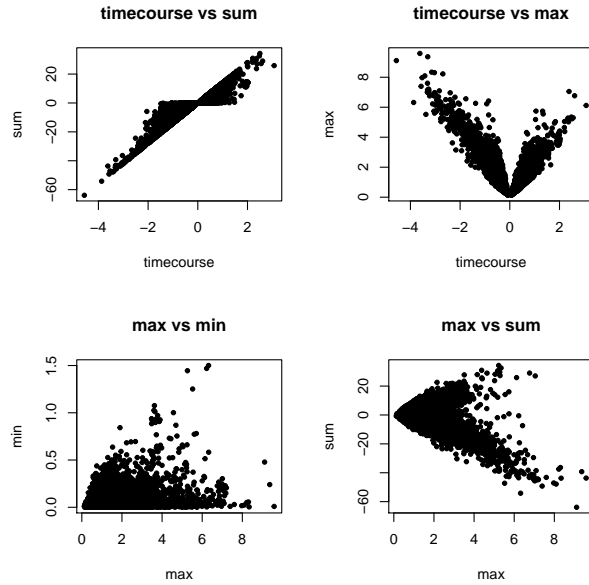 timecourse vs sum
sum
20
0
−20
−60
−4 −2 0 2
timecourse
timecourse vs max
max
8
6
4
2
0
−4 −2 0 2
timecourse
max vs min
min
1.5
1.0
0.5
0.0
0 2 4 6 8
max
max vs sum
sum
20
0
−20
−60
0 2 4 6 8
max